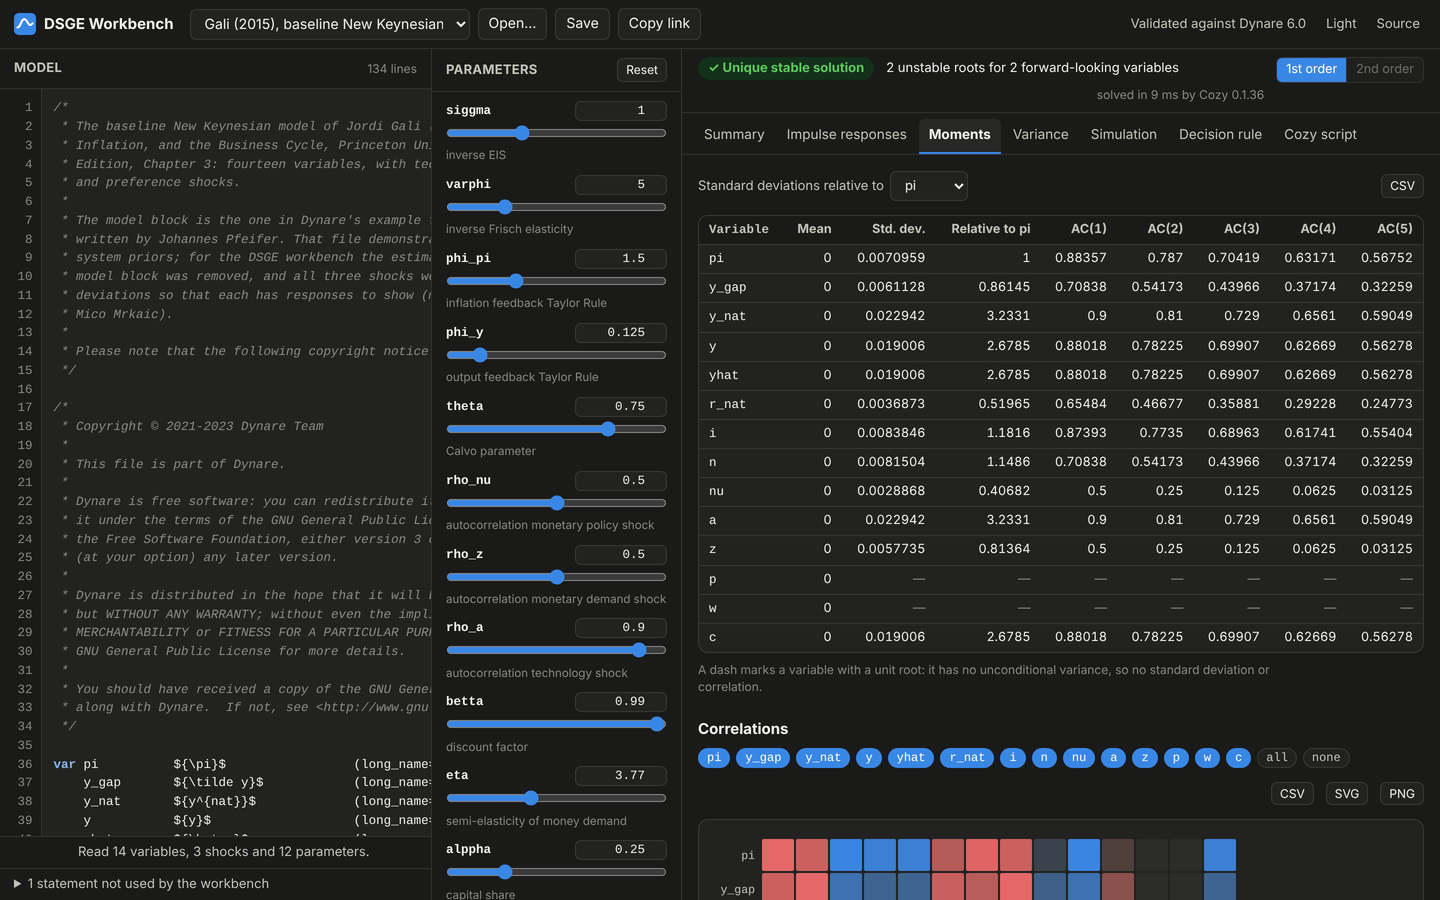 DSGE Workbench
Gali (2015), baseline New Keynesian
Open...
Save
Copy link
Validated against Dynare 6.0
Light
Source
MODEL
134 lines
1 /*
2 * The baseline New Keynesian model of Jordi Gali
3 * Inflation, and the Business Cycle, Princeton Uni
4 * Edition, Chapter 3: fourteen variables, with tec
5 * and preference shocks.
6 *
7 * The model block is the one in Dynare's example
8 * written by Johannes Pfeifer. That file demonstra
9 * system priors; for the DSGE workbench the estima
10 * model block was removed, and all three shocks we
11 * deviations so that each has responses to show (
12 * Mico Mrkaic).
13 *
14 * Please note that the following copyright notice
15 */
16
17 /*
18 * Copyright © 2021-2023 Dynare Team
19 *
20 * This file is part of Dynare.
21 *
22 * Dynare is free software: you can redistribute it
23 * it under the terms of the GNU General Public Lic
24 * the Free Software Foundation, either version 3 o
25 * (at your option) any later version.
26 *
27 * Dynare is distributed in the hope that it will b
28 * but WITHOUT ANY WARRANTY; without even the impli
29 * MERCHANTABILITY or FITNESS FOR A PARTICULAR PURP
30 * GNU General Public License for more details.
31 *
32 * You should have received a copy of the GNU Gener
33 * along with Dynare.  If not, see <http://www.gnu
34 */
35
36 var pi ${\pi}$ (long_name=
37 y_gap ${\tilde y}$ (long_name=
38 y_nat ${y^{nat}}$ (long_name=
39 y ${y}$ (long_name=
Read 14 variables, 3 shocks and 12 parameters.
▶ 1 statement not used by the workbench
PARAMETERS
Reset
siggma 1
inverse EIS
varphi 5
inverse Frisch elasticity
phi_pi 1.5
inflation feedback Taylor Rule
phi_y 0.125
output feedback Taylor Rule
theta 0.75
Calvo parameter
rho_nu 0.5
autocorrelation monetary policy shock
rho_z 0.5
autocorrelation monetary demand shock
rho_a 0.9
autocorrelation technology shock
betta 0.99
discount factor
eta 3.77
semi-elasticity of money demand
alppha 0.25
capital share
✓ Unique stable solution
2 unstable roots for 2 forward-looking variables
1st order
2nd order
solved in 9 ms by Cozy 0.1.36
Summary
Impulse responses
Moments
Variance
Simulation
Decision rule
Cozy script
Standard deviations relative to pi
CSV
Variable Mean Std. dev. Relative to pi AC(1) AC(2) AC(3) AC(4) AC(5)
pi 0 0.0070959 1 0.88357 0.787 0.70419 0.63171 0.56752
y_gap 0 0.0061128 0.86145 0.70838 0.54173 0.43966 0.37174 0.32259
y_nat 0 0.022942 3.2331 0.9 0.81 0.729 0.6561 0.59049
y 0 0.019006 2.6785 0.88018 0.78225 0.69907 0.62669 0.56278
yhat 0 0.019006 2.6785 0.88018 0.78225 0.69907 0.62669 0.56278
r_nat 0 0.0036873 0.51965 0.65484 0.46677 0.35881 0.29228 0.24773
i 0 0.0083846 1.1816 0.87393 0.7735 0.68963 0.61741 0.55404
n 0 0.0081504 1.1486 0.70838 0.54173 0.43966 0.37174 0.32259
nu 0 0.0028868 0.40682 0.5 0.25 0.125 0.0625 0.03125
a 0 0.022942 3.2331 0.9 0.81 0.729 0.6561 0.59049
z 0 0.0057735 0.81364 0.5 0.25 0.125 0.0625 0.03125
p 0 — — — — — — —
w 0 — — — — — — —
c 0 0.019006 2.6785 0.88018 0.78225 0.69907 0.62669 0.56278
A dash marks a variable with a unit root: it has no unconditional variance, so no standard deviation or
correlation.
Correlations
pi y_gap y_nat y yhat r_nat i n nu a z p w c all none
CSV
SVG
PNG
pi
y_gap